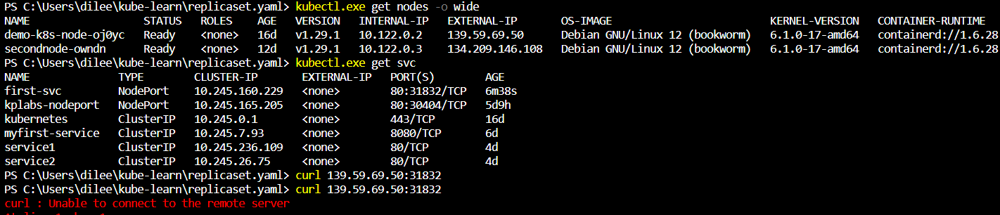 PS C:\Users\dilee\kube-learn\replicaset.yaml> kubectl.exe get nodes -o wide
NAME STATUS ROLES AGE VERSION INTERNAL-IP EXTERNAL-IP OS-IMAGE KERNEL-VERSION CONTAINER-RUNTIME
demo-k8s-node-oj0yc Ready <none> 16d v1.29.1 10.122.0.2 139.59.69.50 Debian GNU/Linux 12 (bookworm) 6.1.0-17-amd64 containerd://1.6.28
secondnode-owndn Ready <none> 12d v1.29.1 10.122.0.3 134.209.146.108 Debian GNU/Linux 12 (bookworm) 6.1.0-17-amd64 containerd://1.6.28
PS C:\Users\dilee\kube-learn\replicaset.yaml> kubectl.exe get svc
NAME TYPE CLUSTER-IP EXTERNAL-IP PORT(S) AGE
first-svc NodePort 10.245.160.229 <none> 80:31832/TCP 6m38s
kplabs-nodeport NodePort 10.245.165.205 <none> 80:30404/TCP 5d9h
kubernetes ClusterIP 10.245.0.1 <none> 443/TCP 16d
myfirst-service ClusterIP 10.245.7.93 <none> 8080/TCP 6d
service1 ClusterIP 10.245.236.109 <none> 80/TCP 4d
service2 ClusterIP 10.245.26.75 <none> 80/TCP 4d
PS C:\Users\dilee\kube-learn\replicaset.yaml> curl 139.59.69.50:31832
PS C:\Users\dilee\kube-learn\replicaset.yaml> curl 139.59.69.50:31832
curl : Unable to connect to the remote server